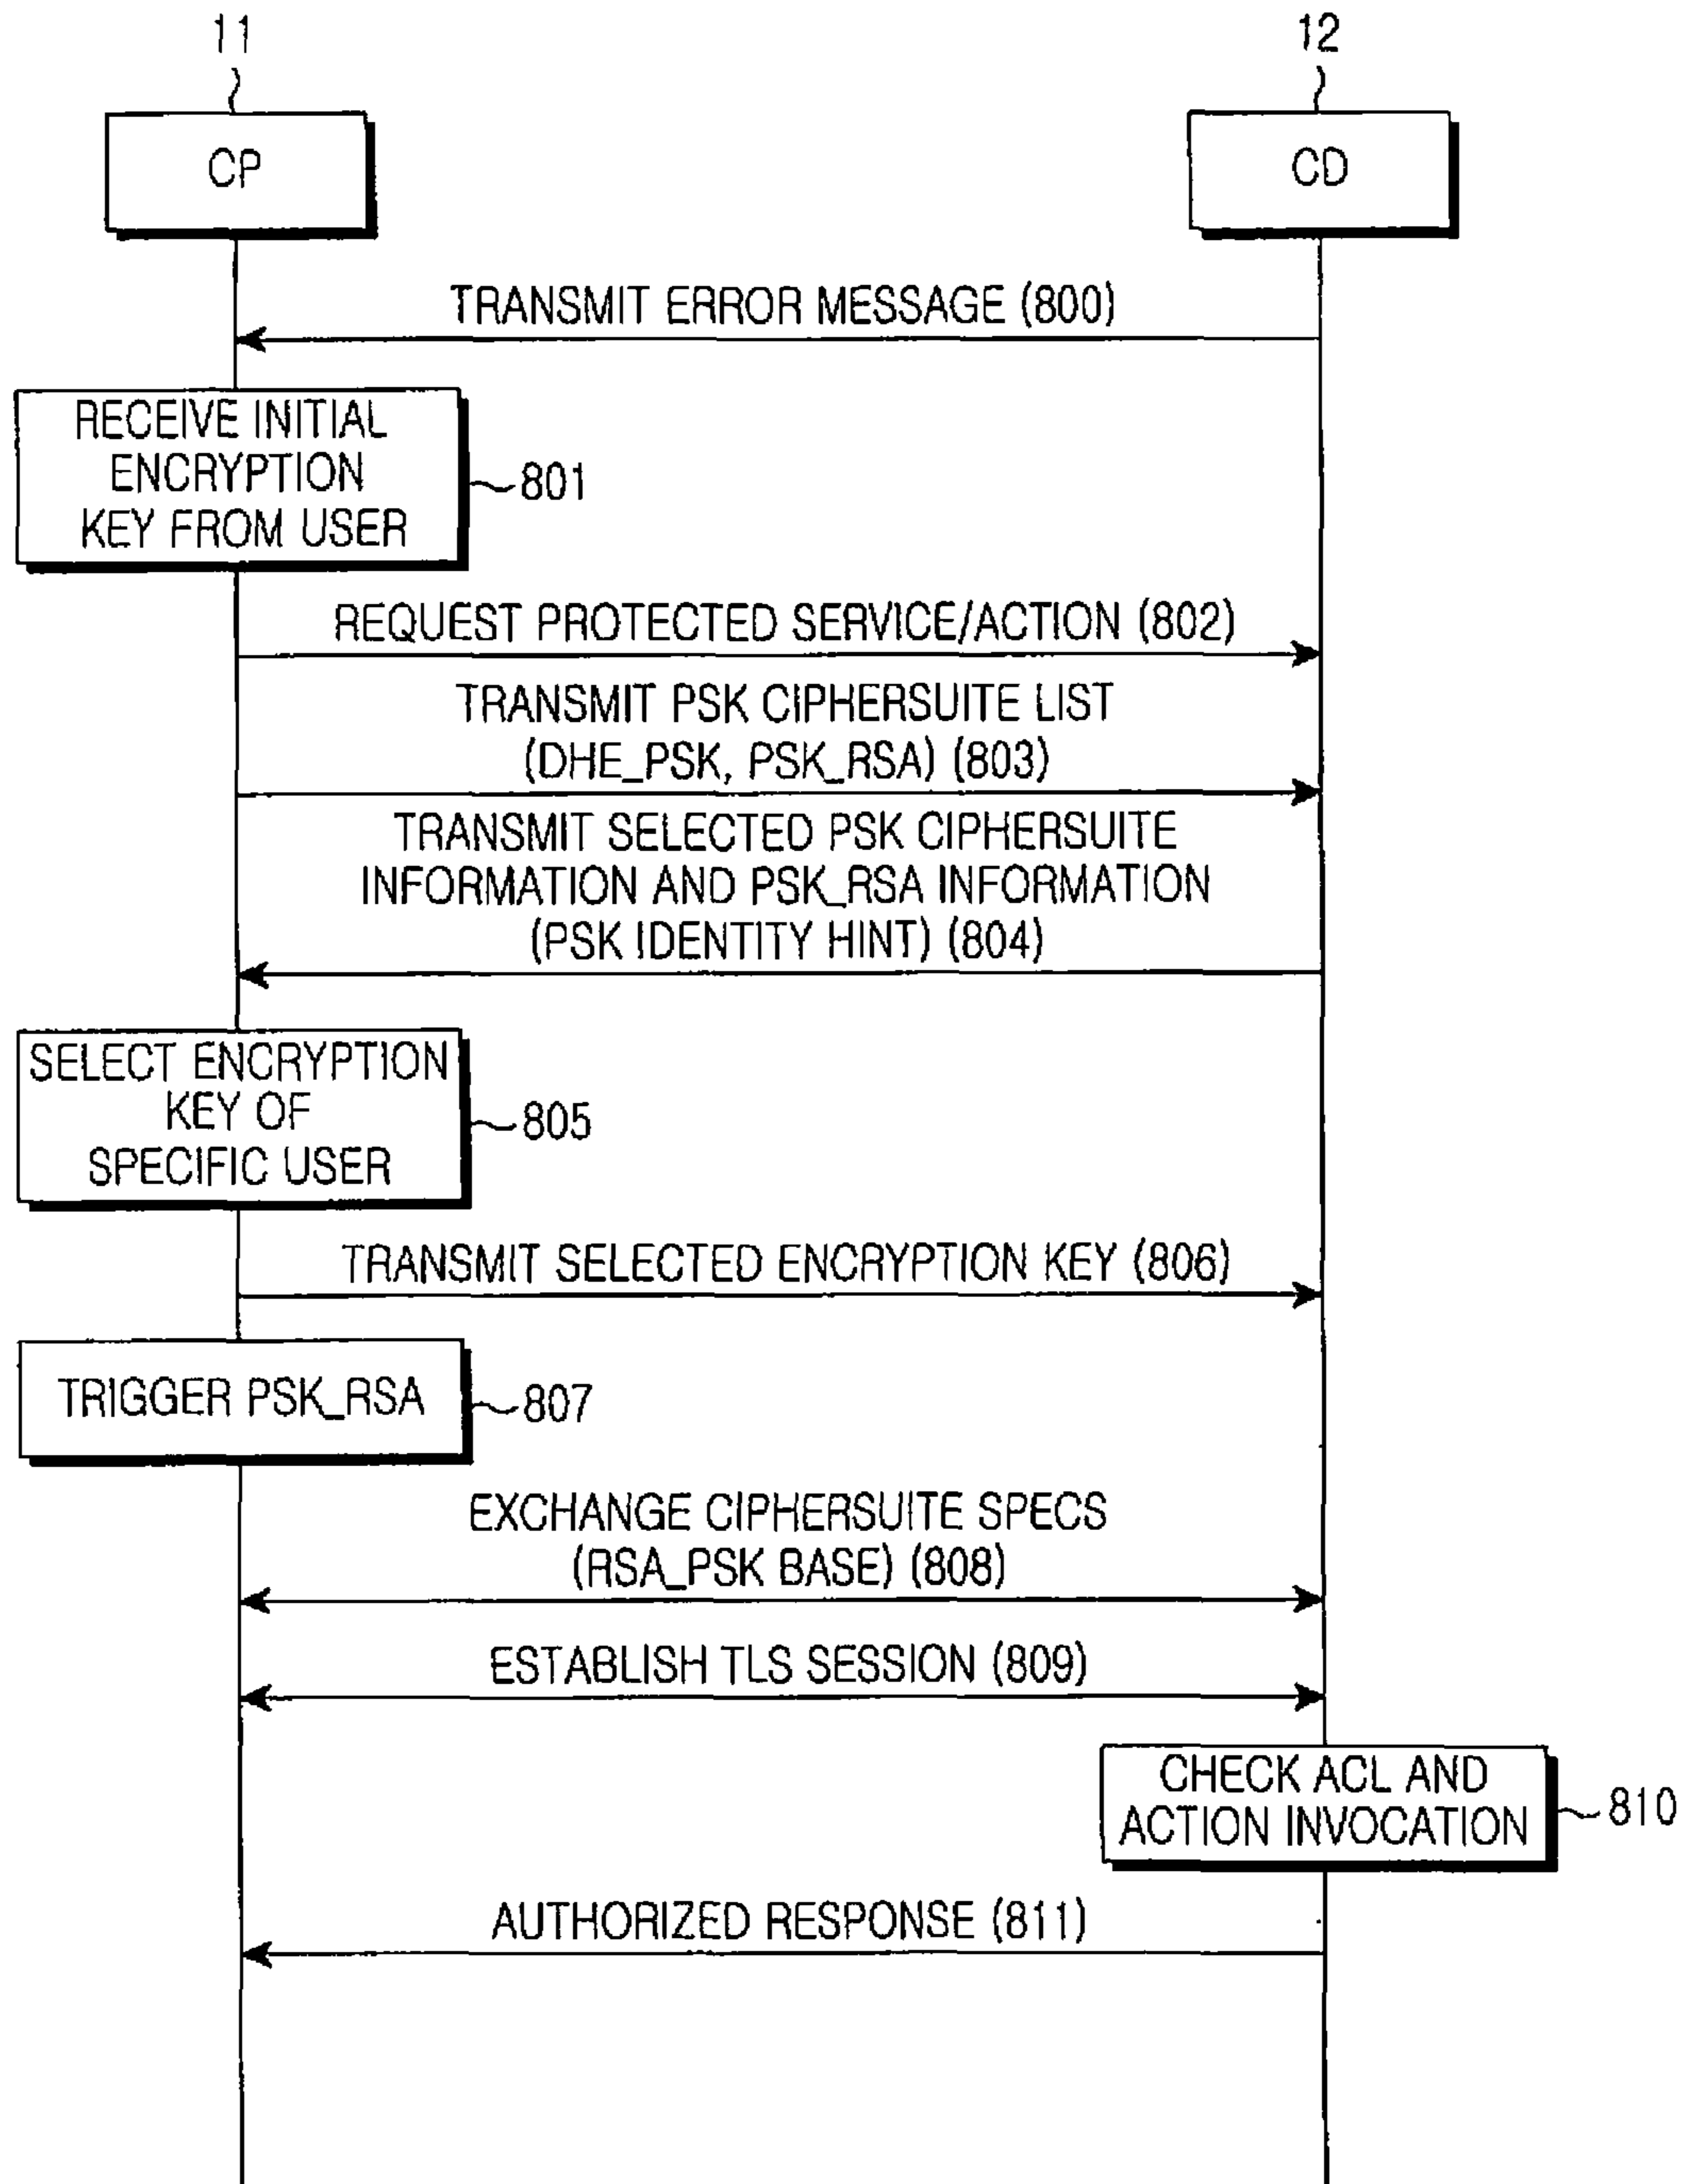 11
12
CP
CD
TRANSMIT ERROR MESSAGE (800)
RECEIVE INITIAL
ENCRYPTION
KEY FROM USER
801
REQUEST PROTECTED SERVICE/ACTION (802)
TRANSMIT PSK CIPHERSUITE LIST
(DHE_PSK, PSK_RSA) (803)
TRANSMIT SELECTED PSK CIPHERSUITE
INFORMATION AND PSK_RSA INFORMATION
(PSK IDENTITY HINT) (804)
SELECT ENCRYPTION
KEY OF
SPECIFIC USER
805
TRANSMIT SELECTED ENCRYPTION KEY (806)
TRIGGER PSK_RSA
807
EXCHANGE CIPHERSUITE SPECS
(RSA_PSK BASE) (808)
ESTABLISH TLS SESSION (809)
CHECK ACL AND
ACTION INVOCATION
810
AUTHORIZED RESPONSE (811)